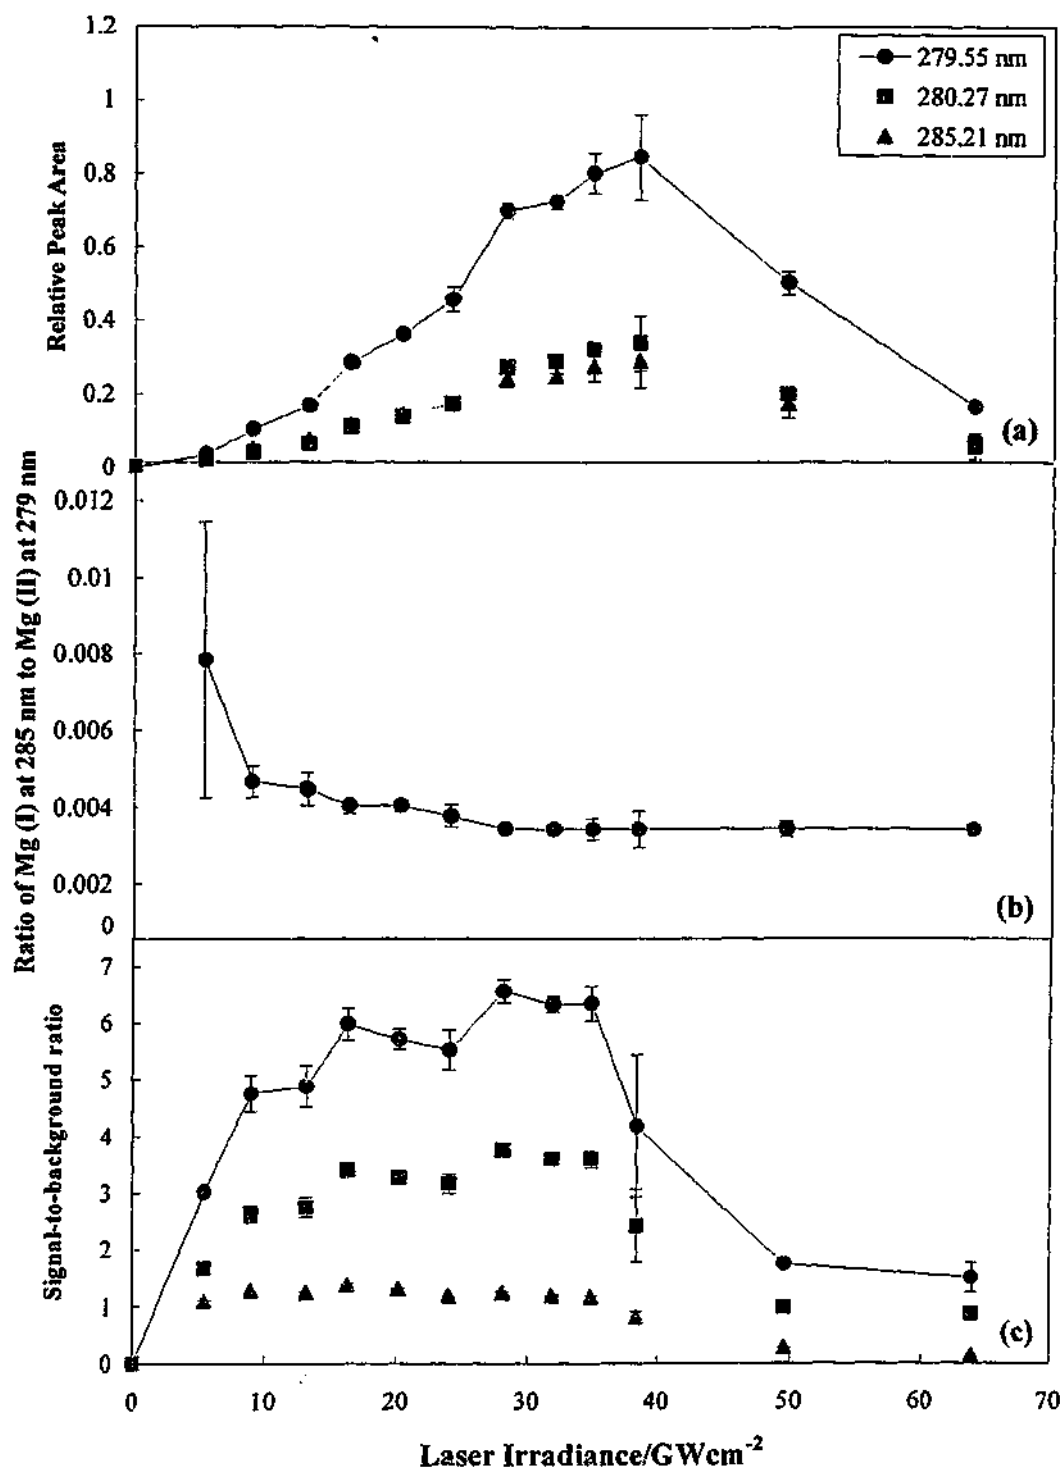 1.2
1
0.8
0.6
0.4
0.2
0
Relative Peak Area
279.55 nm
280.27 nm
285.21 nm
(a)
0.012
0.01
0.008
0.006
0.004
0.002
0
Ratio of Mg (I) at 285 nm to Mg (II) at 279 nm
(b)
7
6
5
4
3
2
1
0
Signal-to-background ratio
(c)
0 10 20 30 40 50 60 70
Laser Irradiance/GWcm⁻²